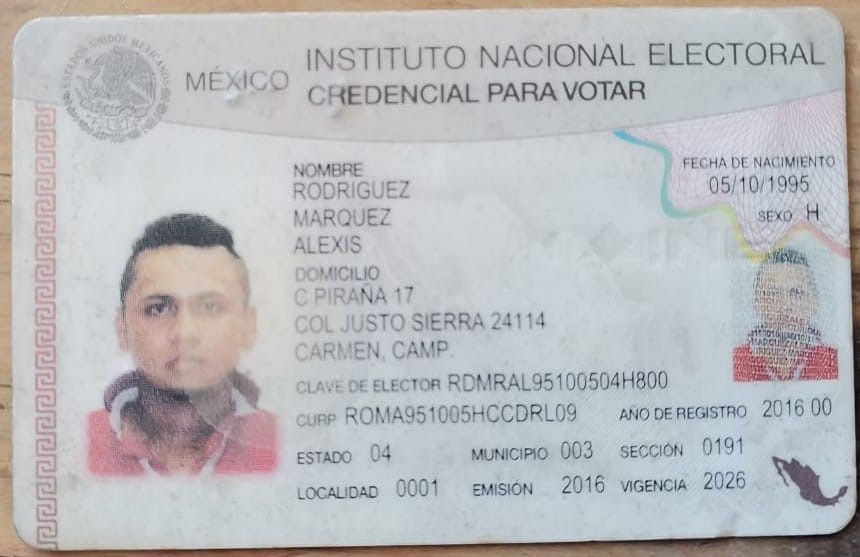 ESTADOS UNIDOS MEXICANOS
MÉXICO
INSTITUTO NACIONAL ELECTORAL
CREDENCIAL PARA VOTAR
NOMBRE
RODRIGUEZ
MARQUEZ
ALEXIS
FECHA DE NACIMIENTO
05/10/1995
SEXO H
DOMICILIO
C PIRAÑA 17
COL JUSTO SIERRA 24114
CARMEN, CAMP.
CLAVE DE ELECTOR RDMRAL95100504H800
CURP ROMA951005HCCDRL09 AÑO DE REGISTRO 2016 00
ESTADO 04 MUNICIPIO 003 SECCIÓN 0191
LOCALIDAD 0001 EMISIÓN 2016 VIGENCIA 2026